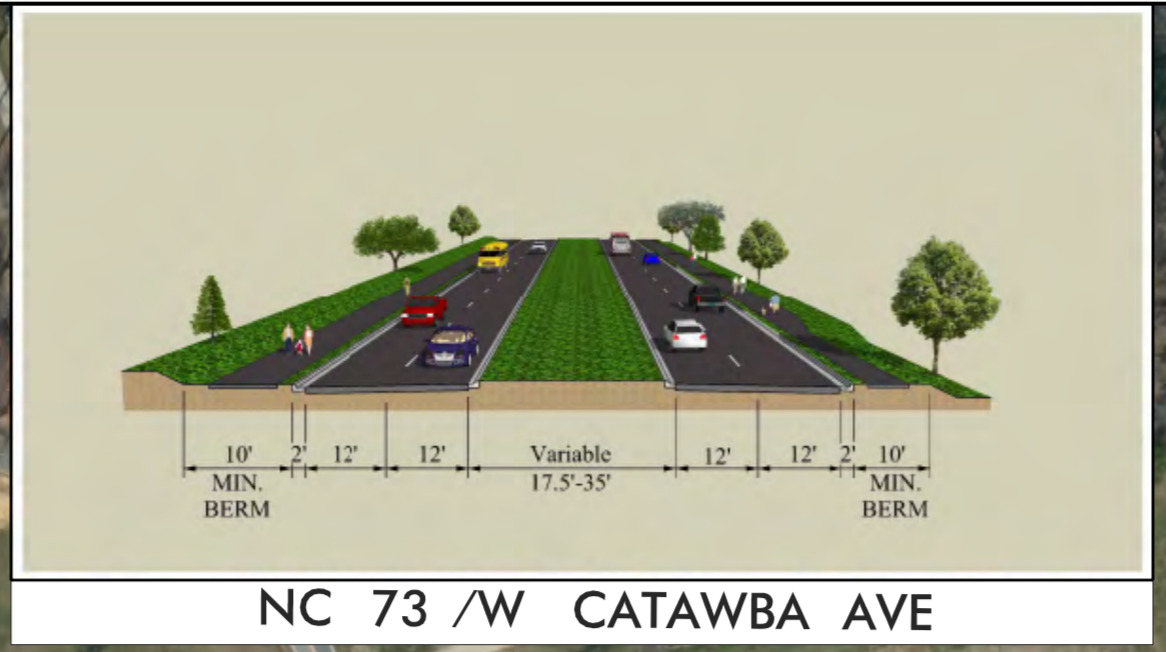 10' 2' 12' 12' Variable 12' 12' 2' 10'
MIN. 17.5'-35' MIN.
BERM BERM
NC 73 /W CATAWBA AVE